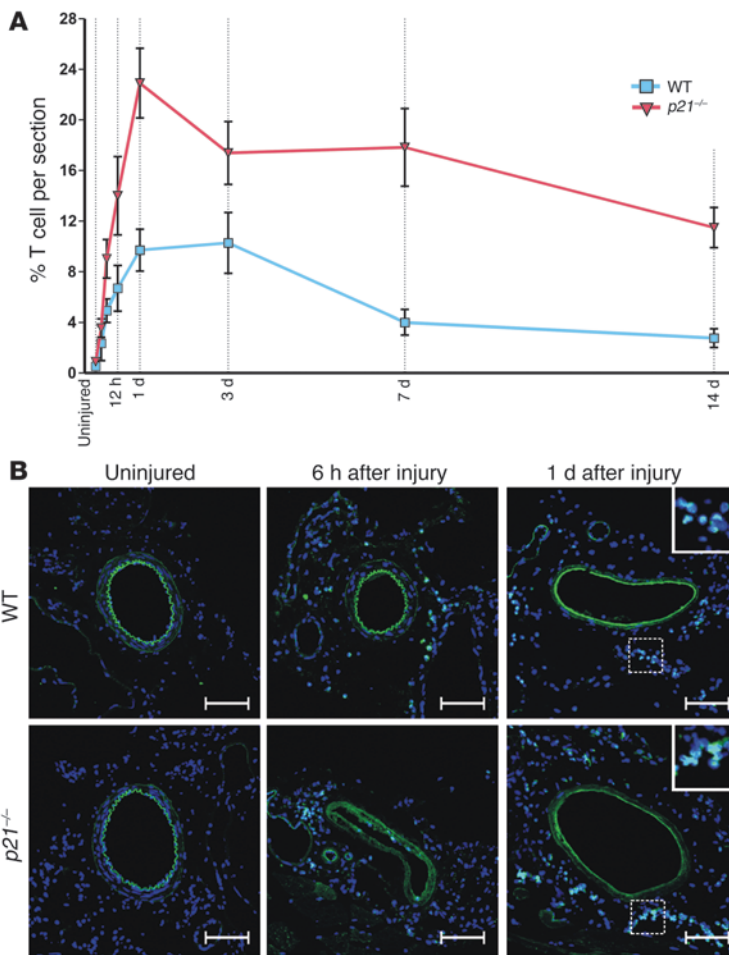 A
28
24
20
16
12
8
4
0
% T cell per section
WT
p21⁻/⁻
Uninjured
12 h
1 d
3 d
7 d
14 d
B
Uninjured
6 h after injury
1 d after injury
WT
p21⁻/⁻